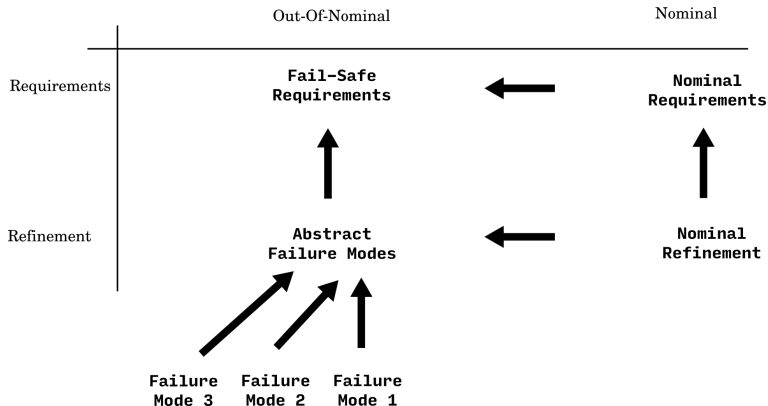 Out-Of-Nominal
Nominal
Requirements
Fail-Safe
Requirements
Nominal
Requirements
Refinement
Abstract
Failure Modes
Nominal
Refinement
Failure
Mode 3
Failure
Mode 2
Failure
Mode 1